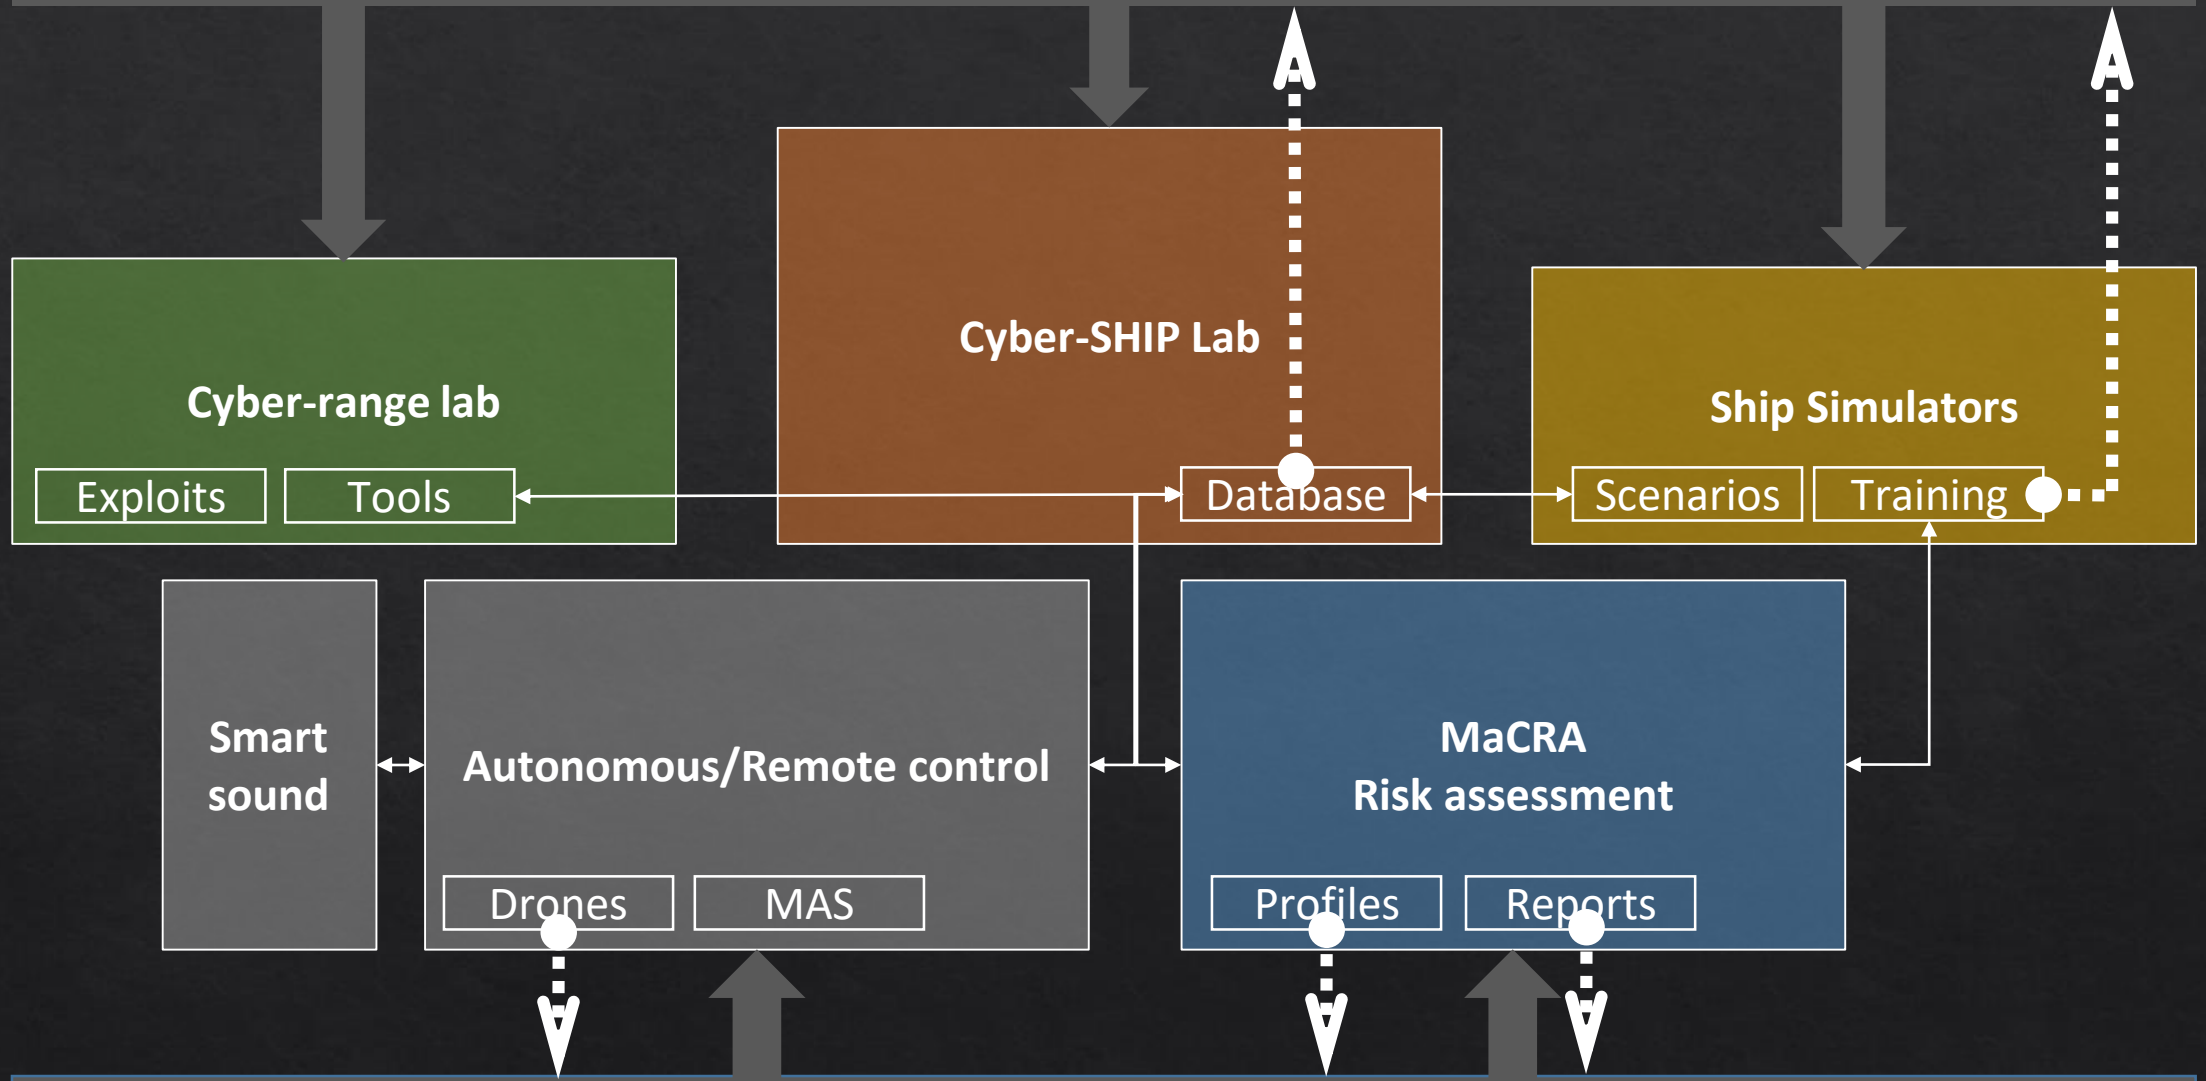 Cyber-SHIP Lab
Cyber-range lab
Ship Simulators
Exploits
Tools
Database
Scenarios
Training
Smart
sound
Autonomous/Remote control
MaCRA
Risk assessment
Drones
MAS
Profiles
Reports